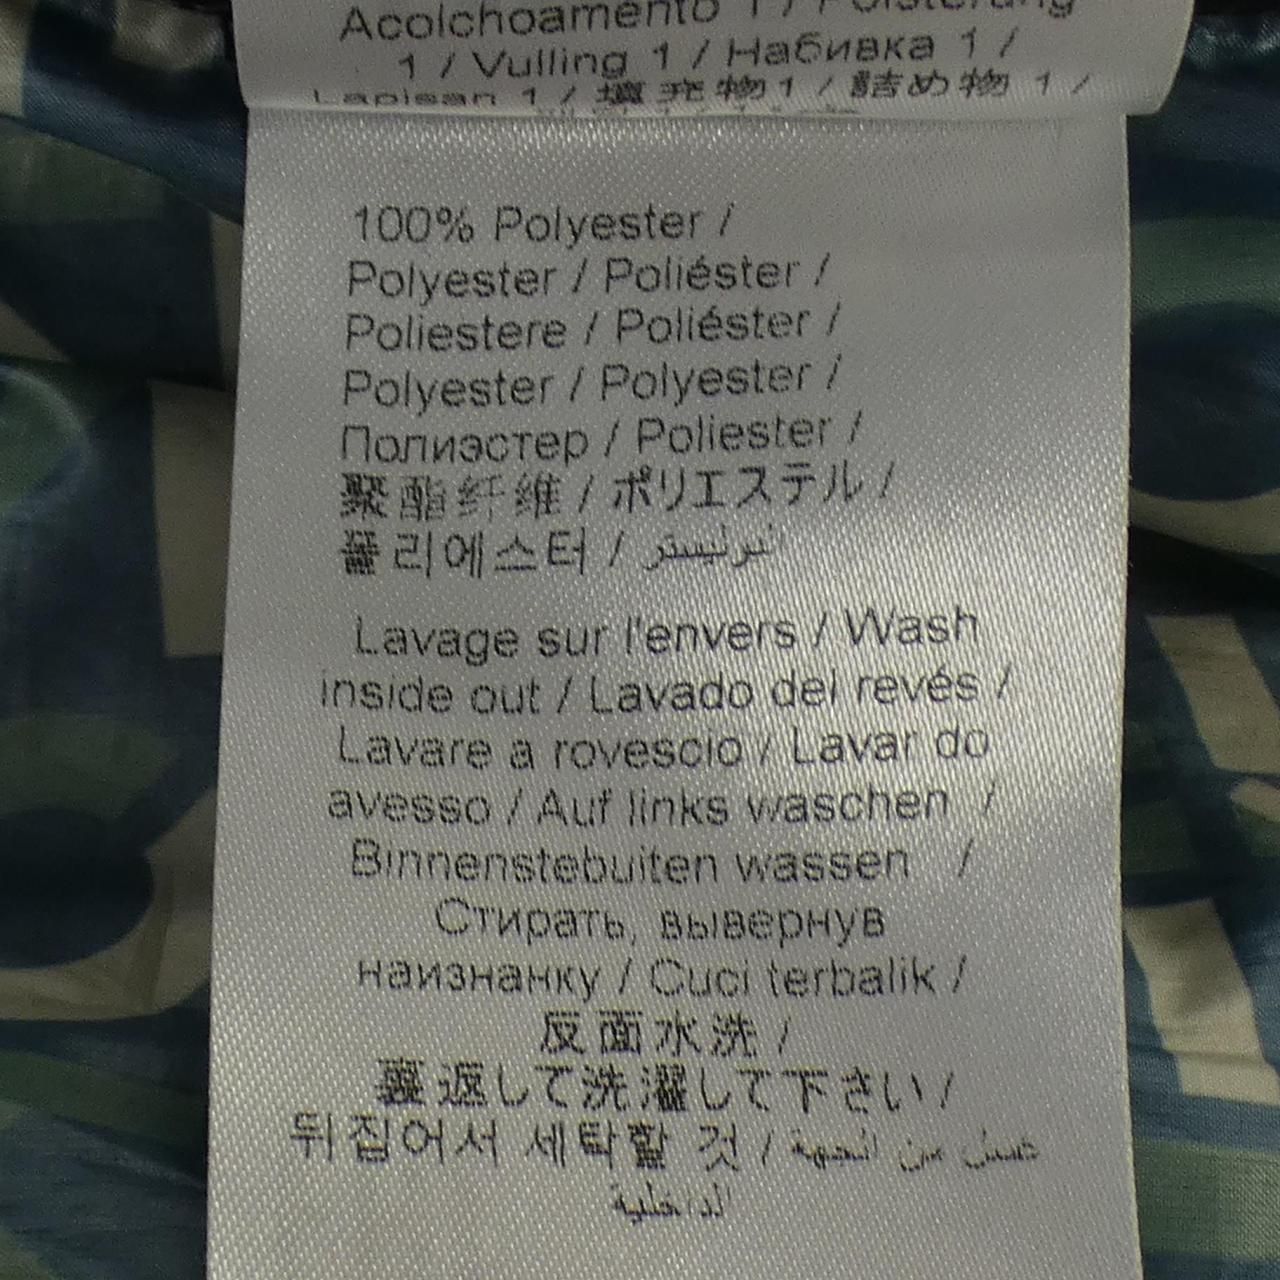 Acolchoamento 1 / Polsterung
1 / Vulling 1 / Набивка 1 /
Lapisan 1 / 填充物1 / 詰め物 1 /
100% Polyester /
Polyester / Poliéster /
Poliestere / Poliéster /
Polyester / Polyester /
Полиэстер / Poliester /
聚酯纤维 / ポリエステル /
폴리에스터 / البوليستر
Lavage sur l'envers / Wash
inside out / Lavado del revés /
Lavare a rovescio / Lavar do
avesso / Auf links waschen /
Binnenstebuiten wassen /
Стирать, вывернув
наизнанку / Cuci terbalik /
反面水洗 /
裏返して洗濯して下さい /
뒤집어서 세탁할 것 / غسل من الجهة
الداخلية